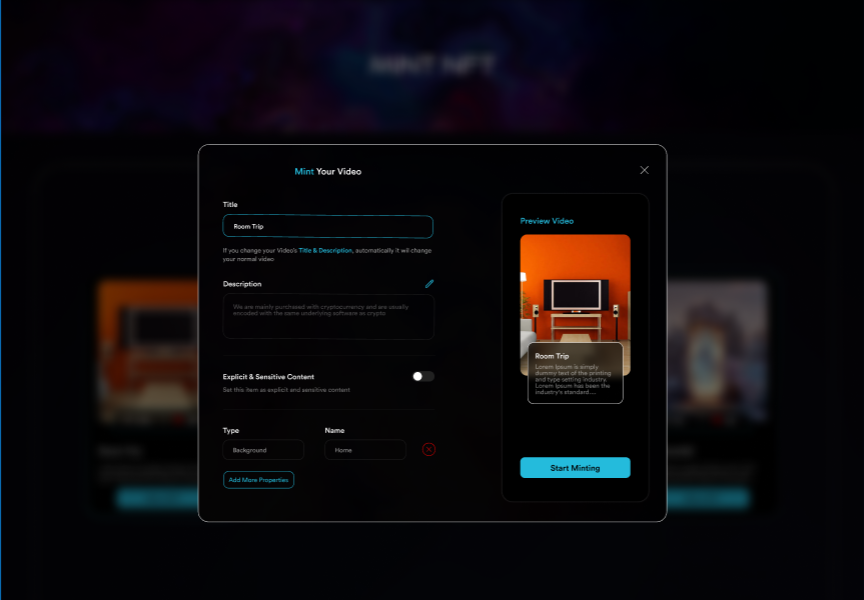 MINT NFT
Mint Your Video
Title
Room Trip
If you change your Video's Title & Description, automatically it wil change
your normal video
Description
We are mainly purchased with cryptocurrency and are usually
encoded with the same underlying software as crypto
Explicit & Sensitive Content
Set this item as explicit and sensitive content
Type
Name
Background
Home
Add More Properties
Preview Video
Room Trip
Lorem Ipsum is simply
dummy text of the printing
and type setting industry.
Lorem Ipsum has been the
industry's standard....
Start Minting